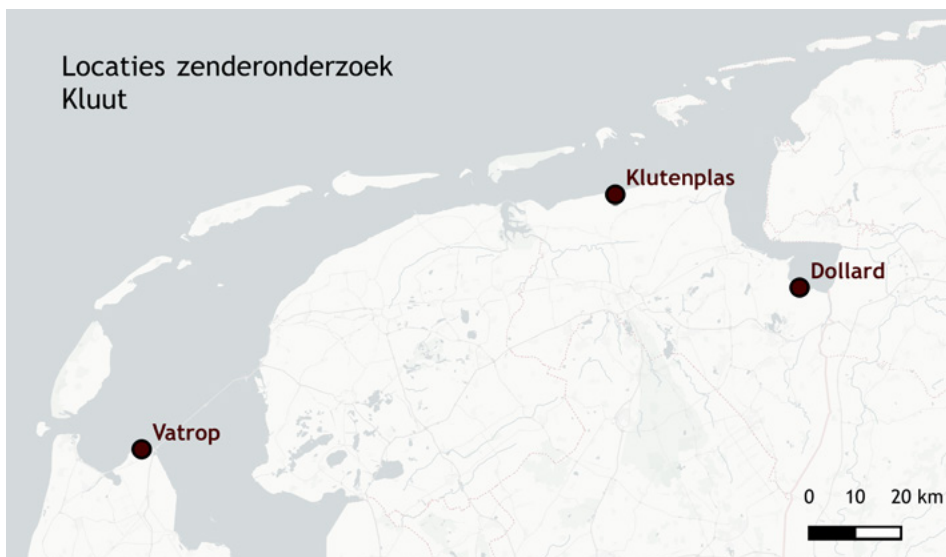 Locaties zenderonderzoek
Kluut
Klutenplas
Dollard
Vatrop
0 10 20 km